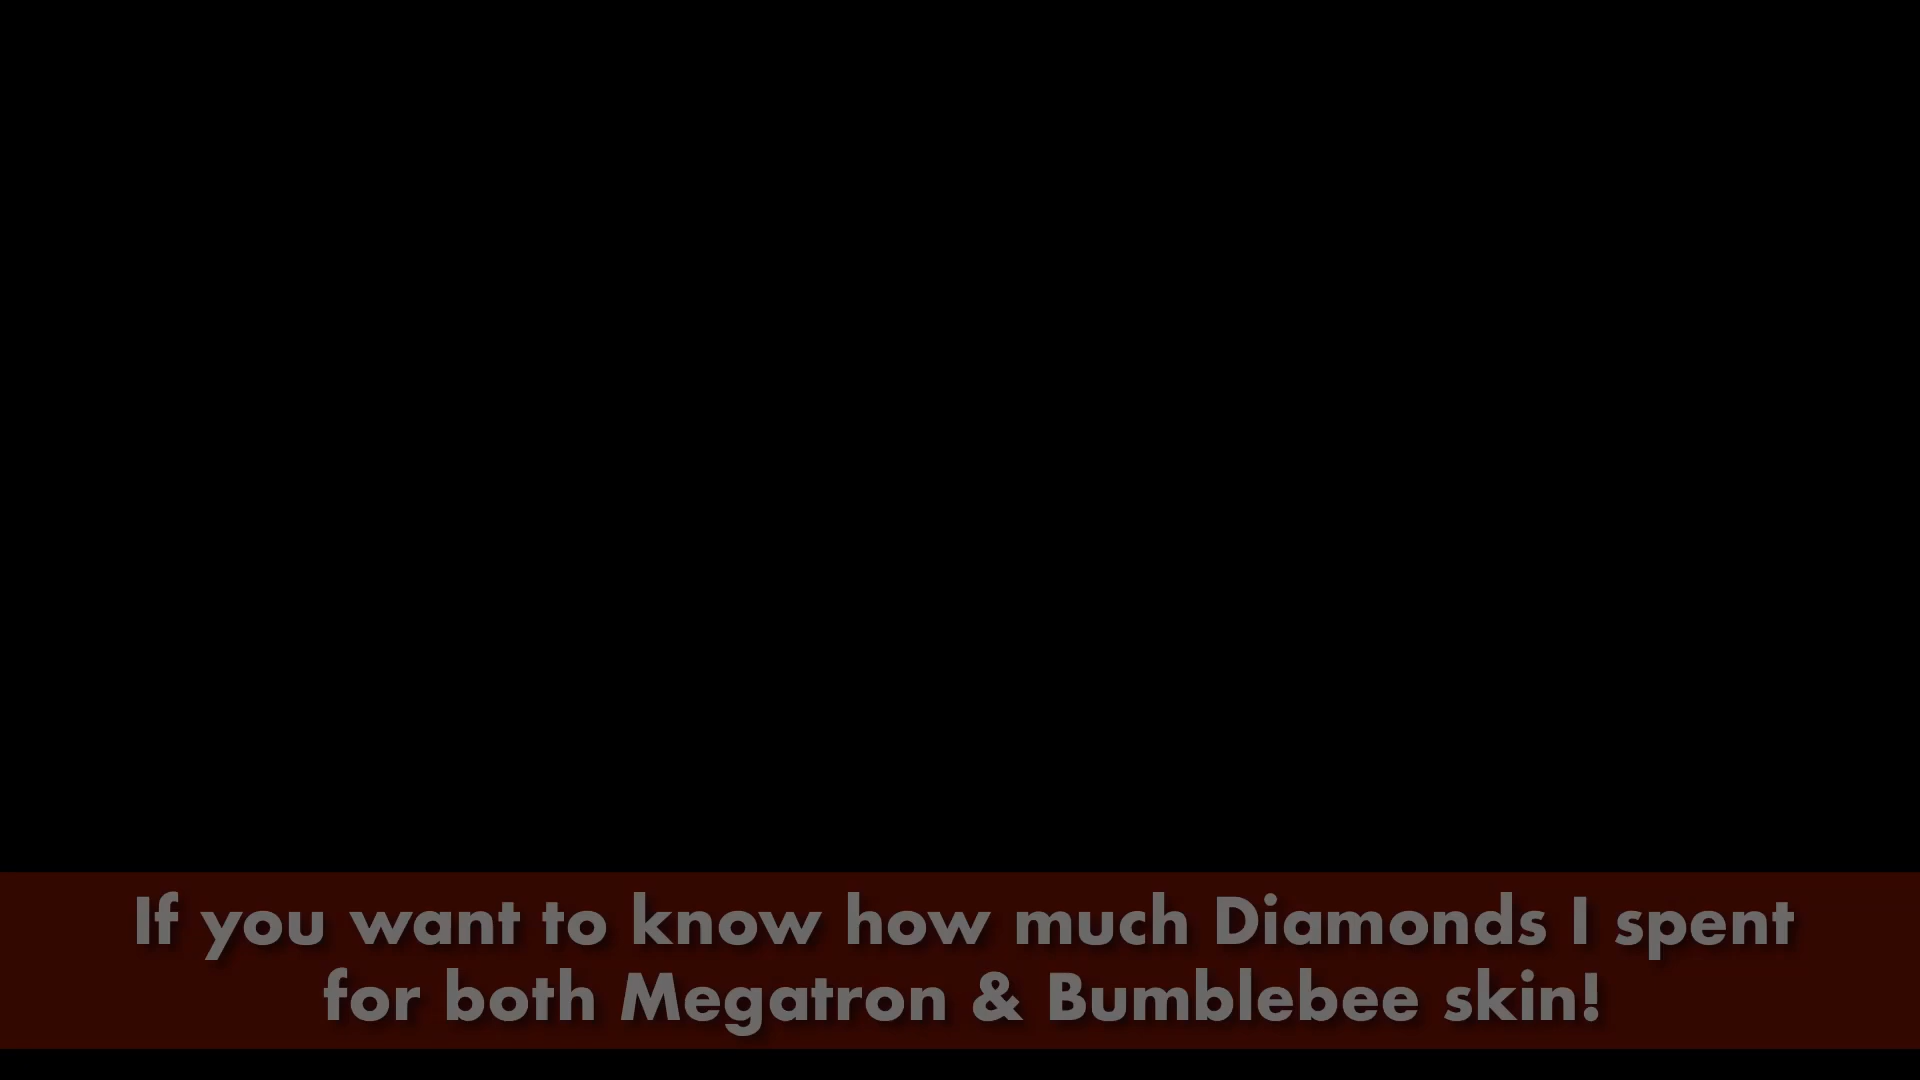 If you want to know how much Diamonds I spent
for both Megatron & Bumblebee skin!